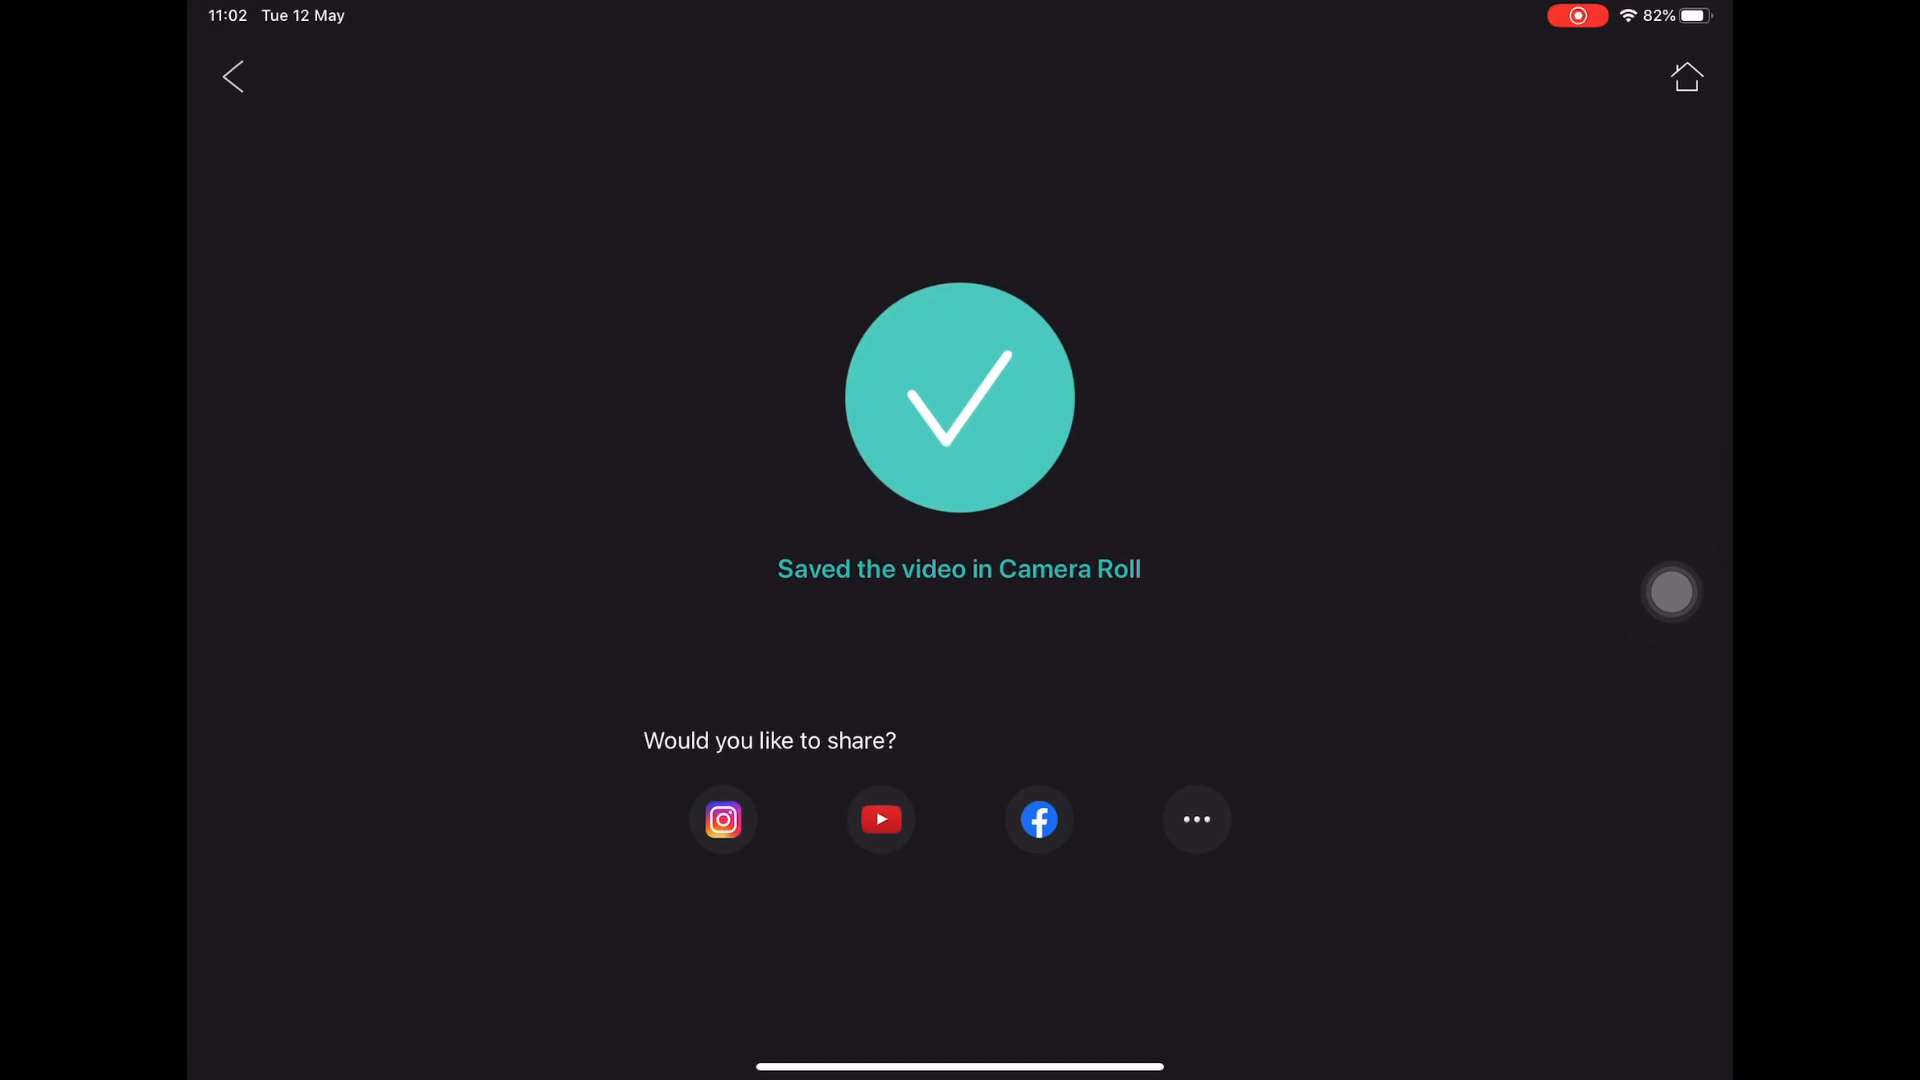 11:02 Tue 12 May 82%
Saved the video in Camera Roll
Would you like to share?